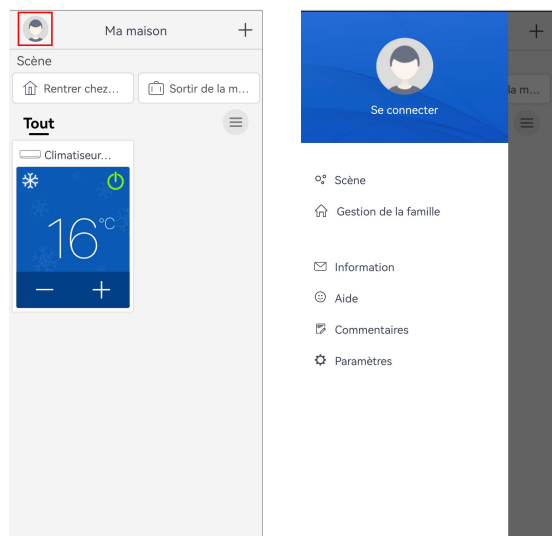 Ma maison
Scène
Rentrer chez...
Sortir de la m...
Tout
Climatiseur...
16°C
la m...
Se connecter
Scène
Gestion de la famille
Information
Aide
Commentaires
Paramètres